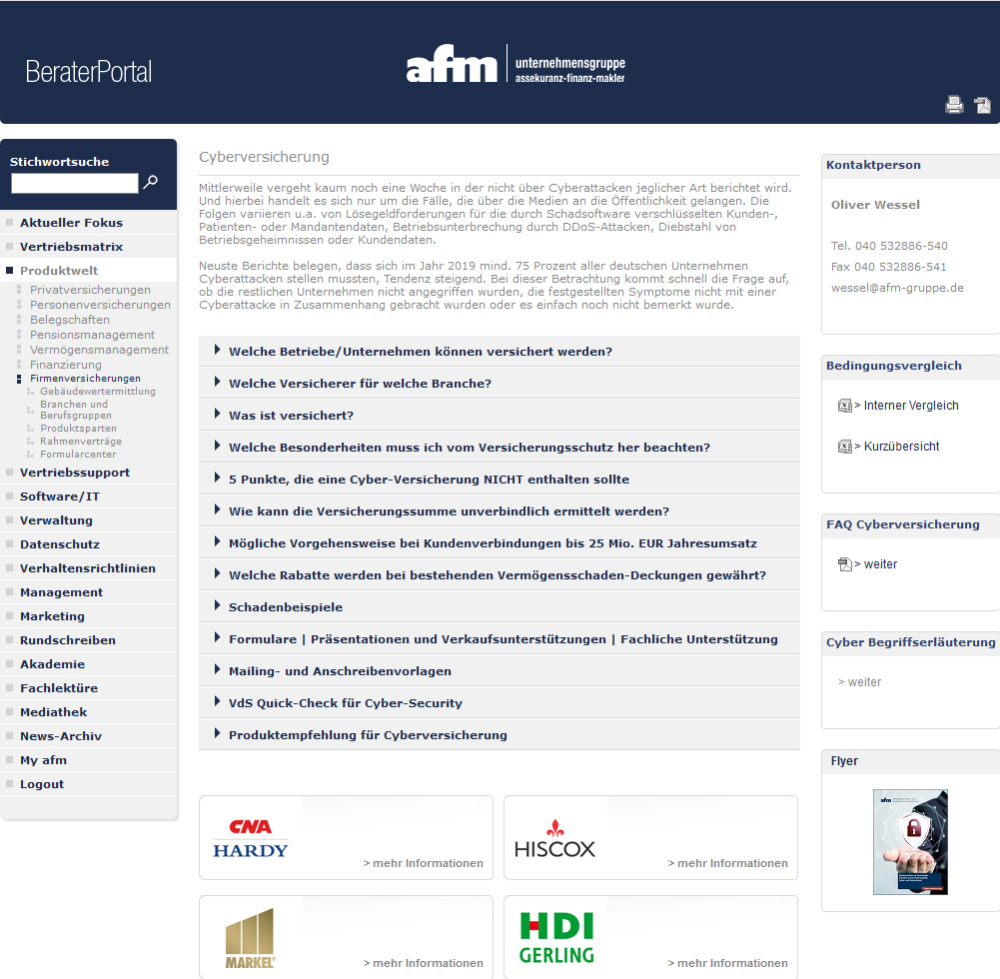 BeraterPortal
afm unternehmensgruppe
assekuranz-finanz-makler
Stichwortsuche
Aktueller Fokus
Vertriebsmatrix
Produktwelt
Privatversicherungen
Personenversicherungen
Belegschaften
Pensionsmanagement
Vermögensmanagement
Finanzierung
Firmenversicherungen
Gebäudewertermittlung
Branchen und
Berufsgruppen
Produktsparten
Rahmenverträge
Formularcenter
Vertriebssupport
Software/IT
Verwaltung
Datenschutz
Verhaltensrichtlinien
Management
Marketing
Rundschreiben
Akademie
Fachlektüre
Mediathek
News-Archiv
My afm
Logout
Cyberversicherung
Mittlerweile vergeht kaum noch eine Woche in der nicht über Cyberattacken jeglicher Art berichtet wird.
Und hierbei handelt es sich nur um die Fälle, die über die Medien an die Öffentlichkeit gelangen. Die
Folgen variieren u.a. von Lösegeldforderungen für die durch Schadsoftware verschlüsselten Kunden-,
Patienten- oder Mandantendaten, Betriebsunterbrechung durch DDoS-Attacken, Diebstahl von
Betriebsgeheimnissen oder Kundendaten.
Neuste Berichte belegen, dass sich im Jahr 2019 mind. 75 Prozent aller deutschen Unternehmen
Cyberattacken stellen mussten, Tendenz steigend. Bei dieser Betrachtung kommt schnell die Frage auf,
ob die restlichen Unternehmen nicht angegriffen wurden, die festgestellten Symptome nicht mit einer
Cyberattacke in Zusammenhang gebracht wurden oder es einfach noch nicht bemerkt wurde.
Welche Betriebe/Unternehmen können versichert werden?
Welche Versicherer für welche Branche?
Was ist versichert?
Welche Besonderheiten muss ich vom Versicherungsschutz her beachten?
5 Punkte, die eine Cyber-Versicherung NICHT enthalten sollte
Wie kann die Versicherungssumme unverbindlich ermittelt werden?
Mögliche Vorgehensweise bei Kundenverbindungen bis 25 Mio. EUR Jahresumsatz
Welche Rabatte werden bei bestehenden Vermögensschaden-Deckungen gewährt?
Schadenbeispiele
Formulare | Präsentationen und Verkaufsunterstützungen | Fachliche Unterstützung
Mailing- und Anschreibenvorlagen
VdS Quick-Check für Cyber-Security
Produktempfehlung für Cyberversicherung
CNA
HARDY
> mehr Informationen
HISCOX
> mehr Informationen
MARKEL
> mehr Informationen
HDI
GERLING
> mehr Informationen
Kontaktperson
Oliver Wessel
Tel. 040 532886-540
Fax 040 532886-541
wessel@afm-gruppe.de
Bedingungsvergleich
> Interner Vergleich
> Kurzübersicht
FAQ Cyberversicherung
> weiter
Cyber Begriffserläuterung
> weiter
Flyer
afm